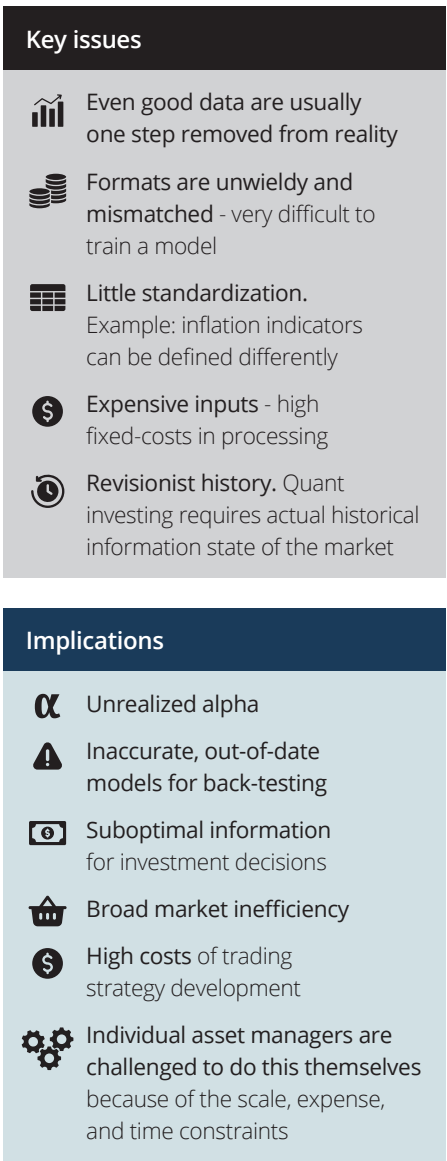 Key issues
Even good data are usually
one step removed from reality
Formats are unwieldy and
mismatched - very difficult to
train a model
Little standardization.
Example: inflation indicators
can be defined differently
Expensive inputs - high
fixed-costs in processing
Revisionist history. Quant
investing requires actual historical
information state of the market
Implications
α Unrealized alpha
Inaccurate, out-of-date
models for back-testing
Suboptimal information
for investment decisions
Broad market inefficiency
High costs of trading
strategy development
Individual asset managers are
challenged to do this themselves
because of the scale, expense,
and time constraints